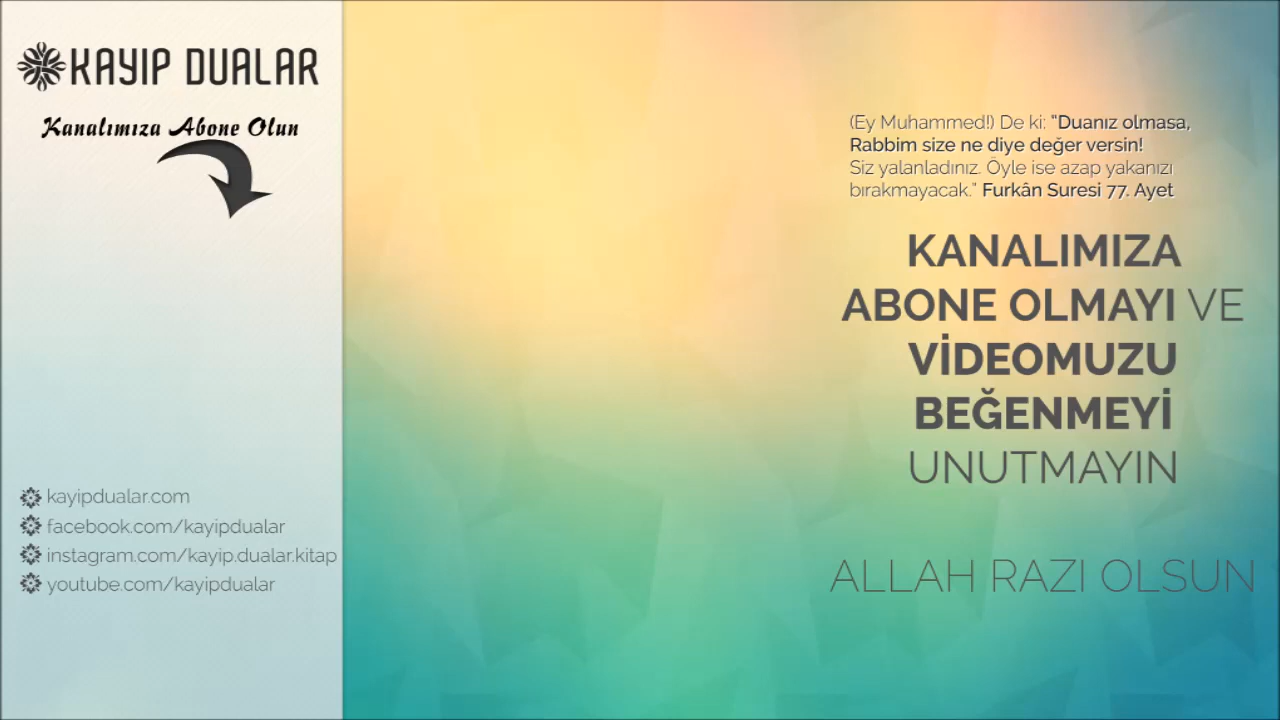 KAYIP DUALAR
Kanalımıza Abone Olun
kayipdualar.com
facebook.com/kayipdualar
instagram.com/kayip.dualar.kitap
youtube.com/kayipdualar
(Ey Muhammed!) De ki: "Duanız olmasa,
Rabbim size ne diye değer versin!
Siz yalanladınız. Öyle ise azap yakanızı
bırakmayacak." Furkân Suresi 77. Ayet
KANALIMIZA
ABONE OLMAYI VE
VİDEOMUZU
BEĞENMEYİ
UNUTMAYIN
ALLAH RAZI OLSUN